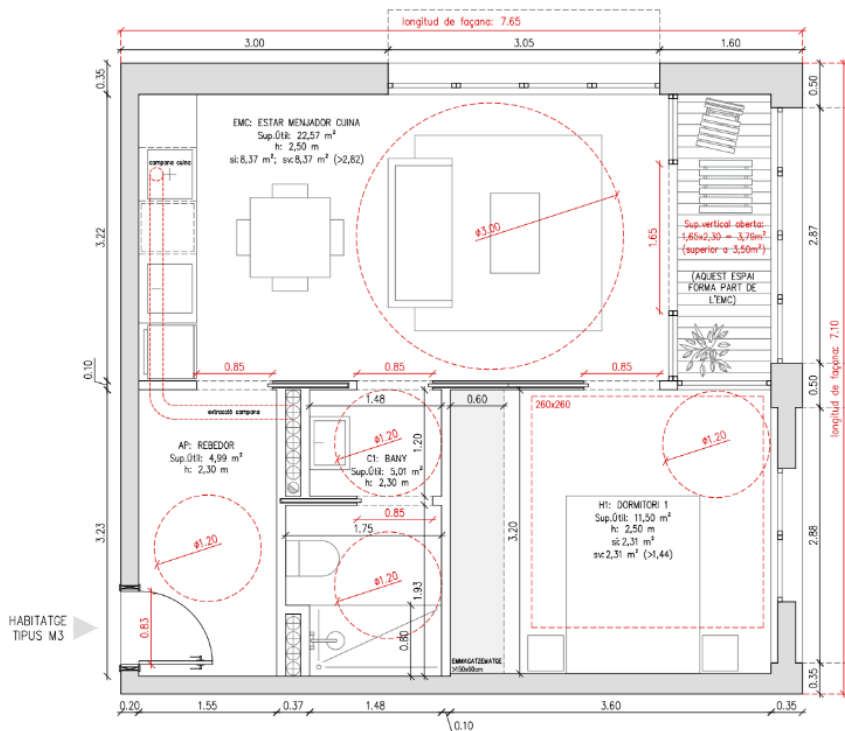 longitud de façana: 7.65
3.00
3.05
1.60
0.35
0.50
EMC: ESTAR MENJADOR CUINA
Sup.Útil: 22,57 m²
h: 2,50 m
si:8,37 m²; sv:8,37 m² (>2,82)
campana cuina
ø3.00
1.65
Sup.vertical oberta:
1,65x2,30 = 3,79m²
(superior a 3,50m²)
(AQUEST ESPAI
FORMA PART DE
L'EMC)
3.22
2.87
longitud de façana: 7.10
0.10
0.85
0.85
0.85
0.50
1.48
0.60
260x260
extracció campana
ø1.20
1.20
ø1.20
AP: REBEDOR
Sup.Útil: 4,99 m²
h: 2,30 m
C1: BANY
Sup.Útil: 5,01 m²
h: 2,30 m
H1: DORMITORI 1
Sup.Útil: 11,50 m²
h: 2,50 m
si: 2,31 m²
sv: 2,31 m² (>1,44)
0.85
1.75
3.23
3.20
2.88
ø1.20
ø1.20
1.93
0.80
0.83
HABITATGE
TIPUS M3
EMMAGATZEMATGE
>150x60cm
0.35
0.20
1.55
0.37
1.48
0.10
3.60
0.35